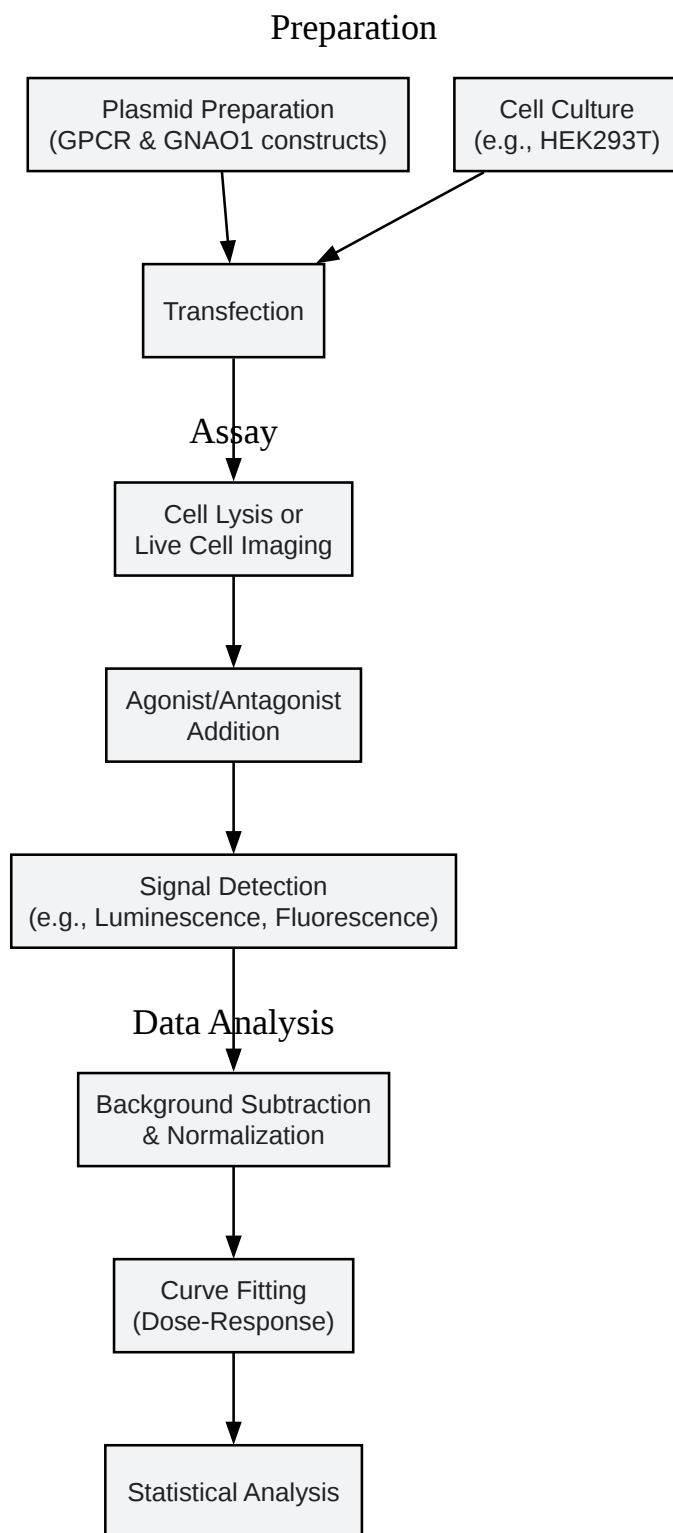 Preparation
Plasmid Preparation
(GPCR & GNAO1 constructs)
Cell Culture
(e.g., HEK293T)
Transfection
Assay
Cell Lysis or
Live Cell Imaging
Agonist/Antagonist
Addition
Signal Detection
(e.g., Luminescence, Fluorescence)
Data Analysis
Background Subtraction
& Normalization
Curve Fitting
(Dose-Response)
Statistical Analysis